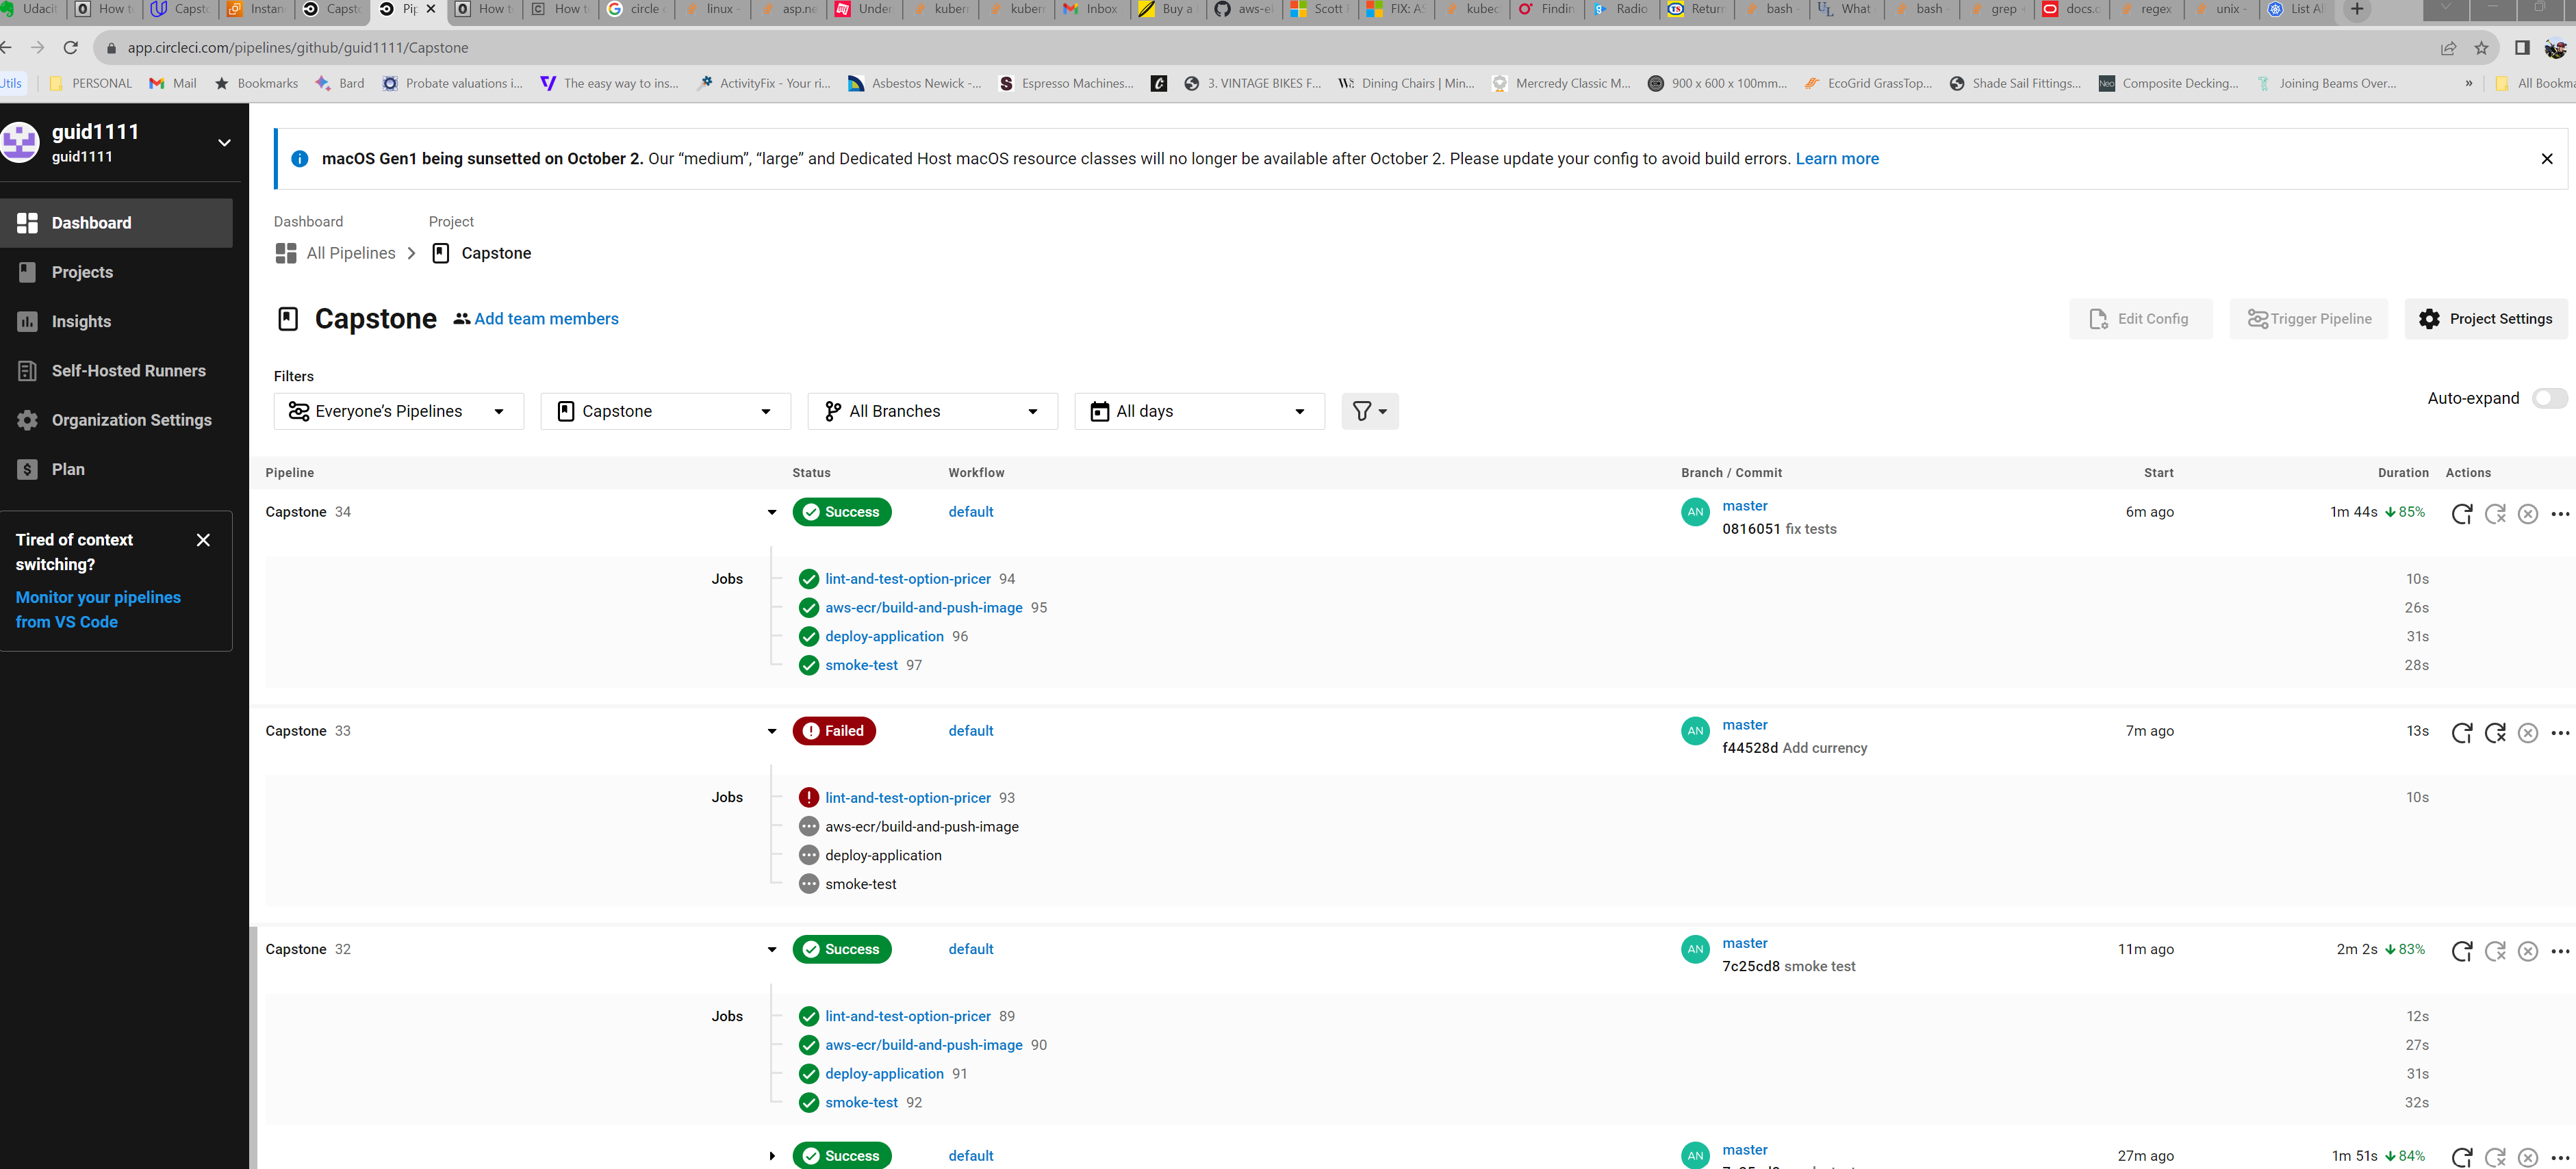 Udacit How t Capsto Instan Capsto Pip How t How t circle c linux - asp.ne Under kubern kubern Inbox Buy a aws-el Scott FIX: AS kubec Findin Radio Return bash - What bash - grep docs.o regex unix - List Al
app.circleci.com/pipelines/github/guid1111/Capstone
Utils PERSONAL Mail Bookmarks Bard Probate valuations i... The easy way to ins... ActivityFix - Your ri... Asbestos Newick -... Espresso Machines... 3. VINTAGE BIKES F... Dining Chairs | Min... Mercredy Classic M... 900 x 600 x 100mm... EcoGrid GrassTop... Shade Sail Fittings... Composite Decking,... Joining Beams Over... » All Bookma
guid1111
guid1111
Dashboard
Projects
Insights
Self-Hosted Runners
Organization Settings
Plan
Tired of context
switching?
Monitor your pipelines
from VS Code
macOS Gen1 being sunsetted on October 2. Our “medium”, “large” and Dedicated Host macOS resource classes will no longer be available after October 2. Please update your config to avoid build errors. Learn more
Dashboard Project
All Pipelines Capstone
Capstone Add team members Edit Config Trigger Pipeline Project Settings
Filters
Everyone’s Pipelines Capstone All Branches All days Auto-expand
Pipeline Status Workflow Branch / Commit Start Duration Actions
Capstone 34 Success default AN master 6m ago 1m 44s 85%
0816051 fix tests
Jobs lint-and-test-option-pricer 94 10s
aws-ecr/build-and-push-image 95 26s
deploy-application 96 31s
smoke-test 97 28s
Capstone 33 Failed default AN master 7m ago 13s
f44528d Add currency
Jobs lint-and-test-option-pricer 93 10s
aws-ecr/build-and-push-image
deploy-application
smoke-test
Capstone 32 Success default AN master 11m ago 2m 2s 83%
7c25cd8 smoke test
Jobs lint-and-test-option-pricer 89 12s
aws-ecr/build-and-push-image 90 27s
deploy-application 91 31s
smoke-test 92 32s
Success default AN master 27m ago 1m 51s 84%